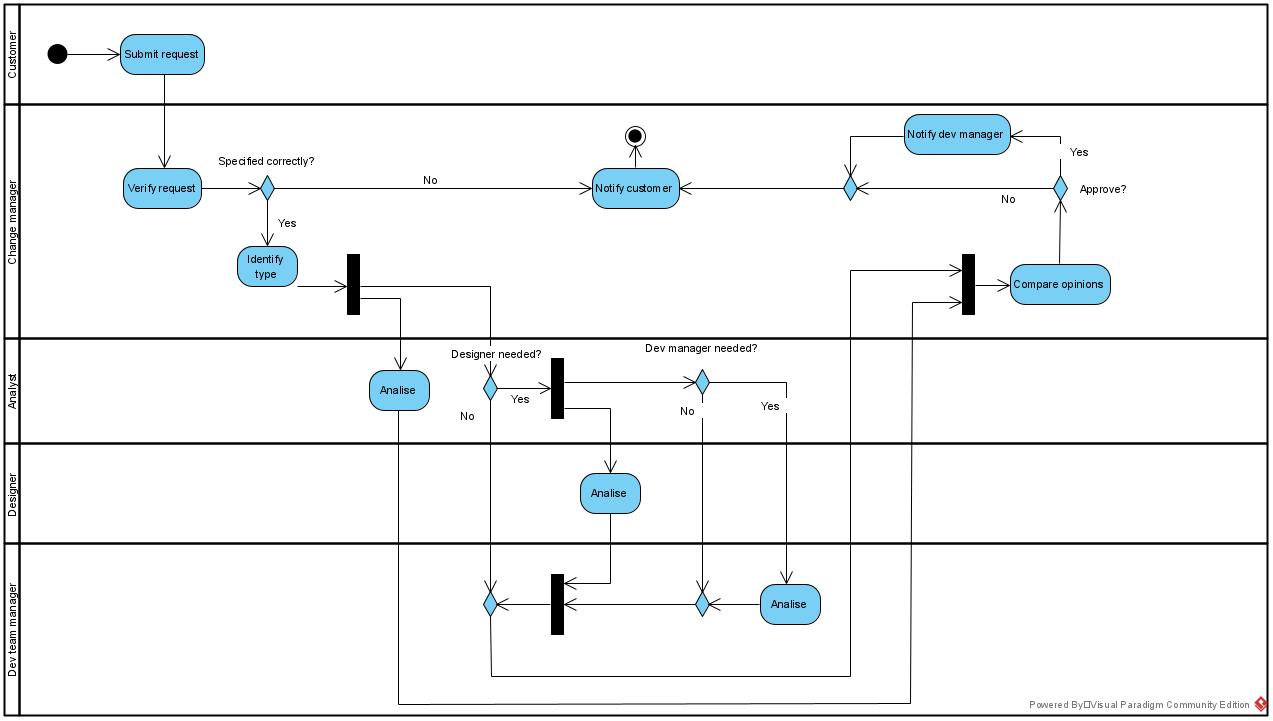 Customer
Submit request
Change manager
Notify dev manager
Yes
Specified correctly?
Verify request
No
Notify customer
No
Approve?
Yes
Identify
type
Compare opinions
Analyst
Designer needed?
Dev manager needed?
Analise
Yes
No
No
Yes
Designer
Analise
Dev team manager
Analise
Powered By Visual Paradigm Community Edition